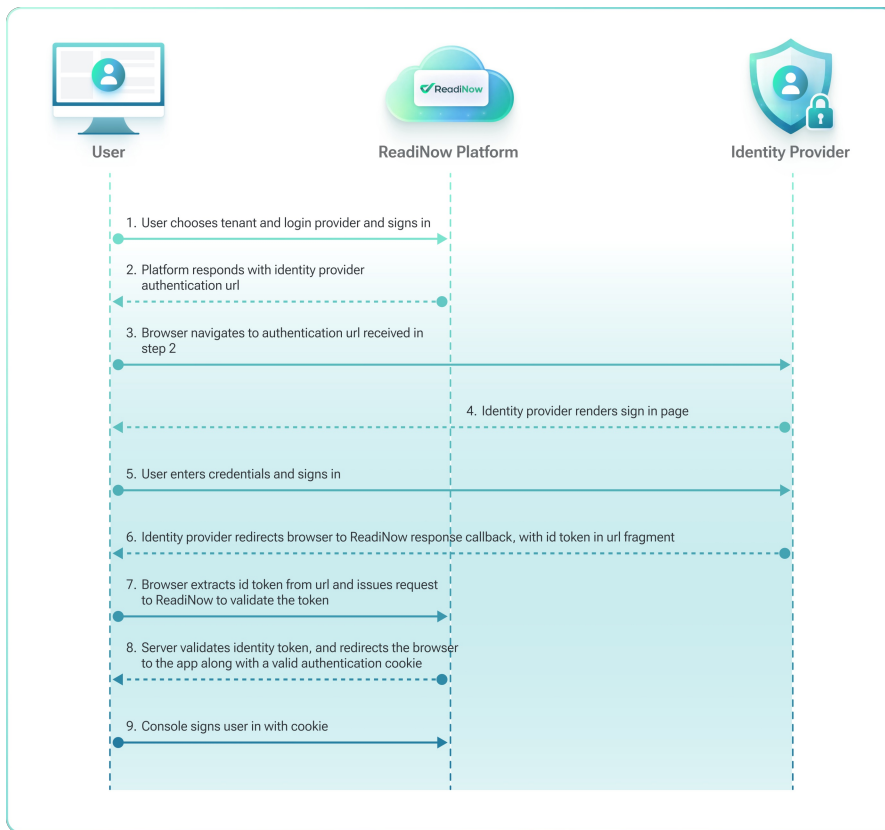 ReadiNow
User
ReadiNow Platform
Identity Provider
1. User chooses tenant and login provider and signs in
2. Platform responds with identity provider
authentication url
3. Browser navigates to authentication url received in
step 2
4. Identity provider renders sign in page
5. User enters credentials and signs in
6. Identity provider redirects browser to ReadiNow response callback, with id token in url fragment
7. Browser extracts id token from url and issues request
to ReadiNow to validate the token
8. Server validates identity token, and redirects the browser
to the app along with a valid authentication cookie
9. Console signs user in with cookie